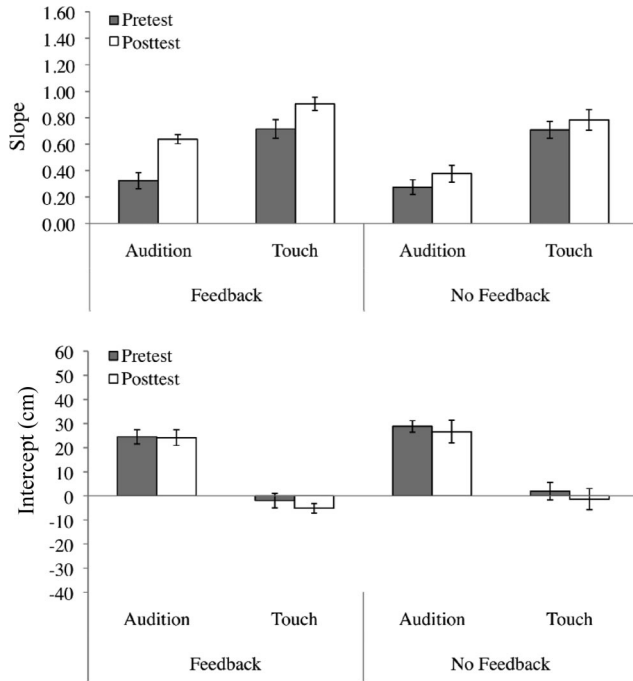 1.60
1.40
1.20
1.00
0.80
0.60
0.40
0.20
0.00
Slope
Pretest
Posttest
Audition Touch Audition Touch
Feedback No Feedback
60
50
40
30
20
10
0
-10
-20
-30
-40
Intercept (cm)
Pretest
Posttest
Audition Touch Audition Touch
Feedback No Feedback